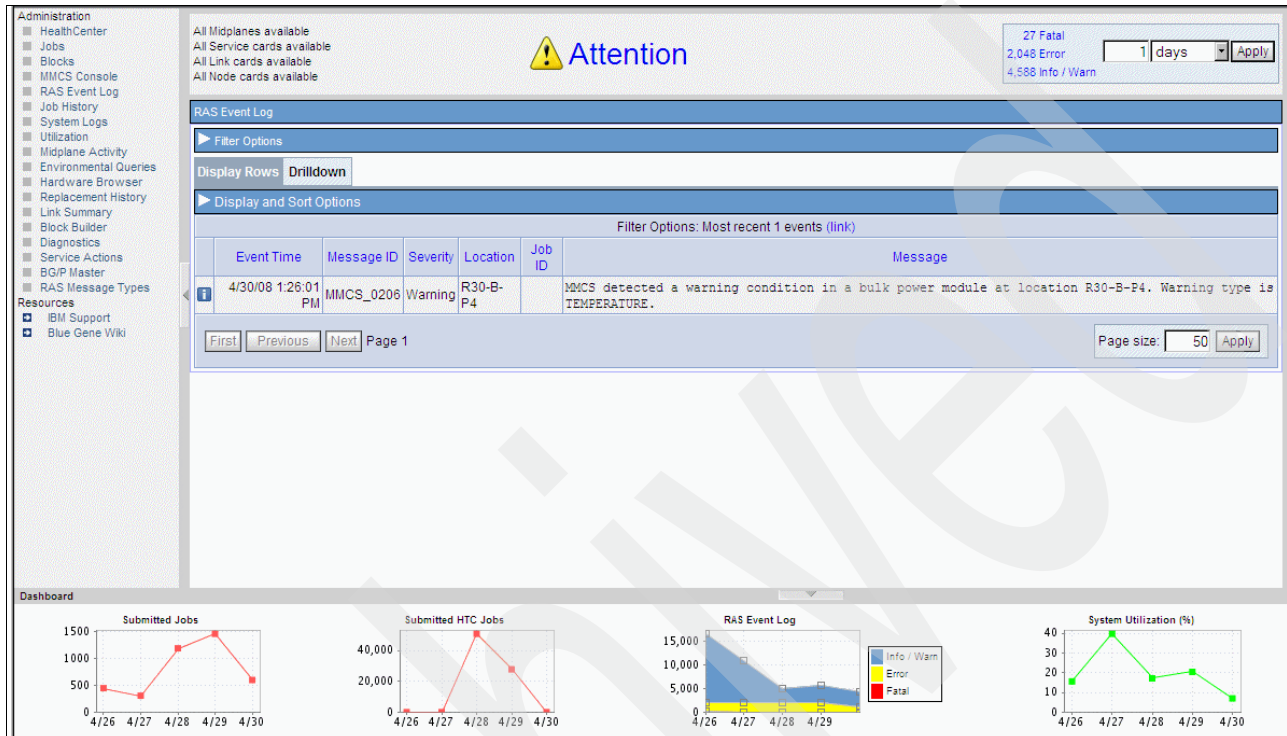 Administration
HealthCenter
Jobs
Blocks
MMCS Console
RAS Event Log
Job History
System Logs
Utilization
Midplane Activity
Environmental Queries
Hardware Browser
Replacement History
Link Summary
Block Builder
Diagnostics
Service Actions
BG/P Master
RAS Message Types
Resources
IBM Support
Blue Gene Wiki
All Midplanes available
All Service cards available
All Link cards available
All Node cards available
Attention
27 Fatal
2,048 Error
4,588 Info / Warn
1 days Apply
RAS Event Log
Filter Options
Display Rows Drilldown
Display and Sort Options
Filter Options: Most recent 1 events (link)
Event Time Message ID Severity Location Job ID Message
4/30/08 1:26:01 PM MMCS_0206 Warning R30-B-P4 MMCS detected a warning condition in a bulk power module at location R30-B-P4. Warning type is
TEMPERATURE.
First Previous Next Page 1
Page size: 50 Apply
Dashboard
Submitted Jobs
1500
1000
500
0
4/26 4/27 4/28 4/29 4/30
Submitted HTC Jobs
40,000
20,000
0
4/26 4/27 4/28 4/29 4/30
RAS Event Log
15,000
10,000
5,000
0
4/26 4/27 4/28 4/29
Info / Warn
Error
Fatal
System Utilization (%)
40
30
20
10
0
4/26 4/27 4/28 4/29 4/30